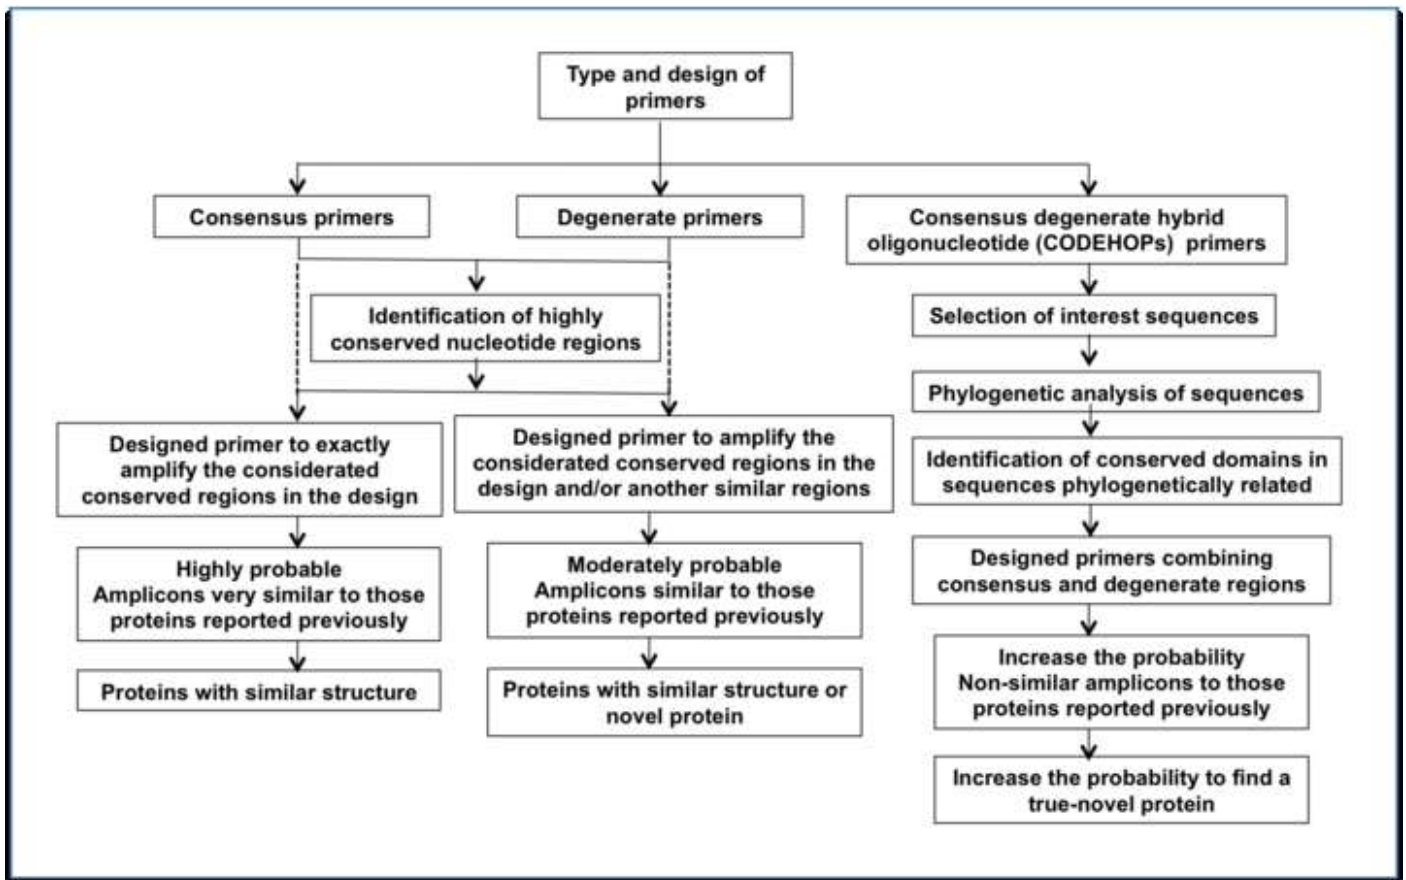 Type and design of
primers
Consensus primers
Degenerate primers
Consensus degenerate hybrid
oligonucleotide (CODEHOPs) primers
Identification of highly
conserved nucleotide regions
Selection of interest sequences
Phylogenetic analysis of sequences
Designed primer to exactly
amplify the considerated
conserved regions in the design
Designed primer to amplify the
considerated conserved regions in the
design and/or another similar regions
Identification of conserved domains in
sequences phylogenetically related
Highly probable
Amplicons very similar to those
proteins reported previously
Moderately probable
Amplicons similar to those
proteins reported previously
Designed primers combining
consensus and degenerate regions
Proteins with similar structure
Proteins with similar structure or
novel protein
Increase the probability
Non-similar amplicons to those
proteins reported previously
Increase the probability to find a
true-novel protein